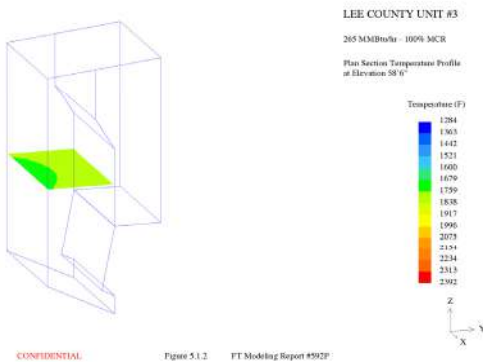 LEE COUNTY UNIT #3
265 MMBtu/hr - 100% MCR
Plan Section Temperature Profile
at Elevation 58'6"
Temperature (F)
1284
1363
1442
1521
1600
1679
1759
1838
1917
1996
2075
2154
2234
2313
2392
Z
Y
X
CONFIDENTIAL
Figure 5.1.2
FT Modeling Report #592P